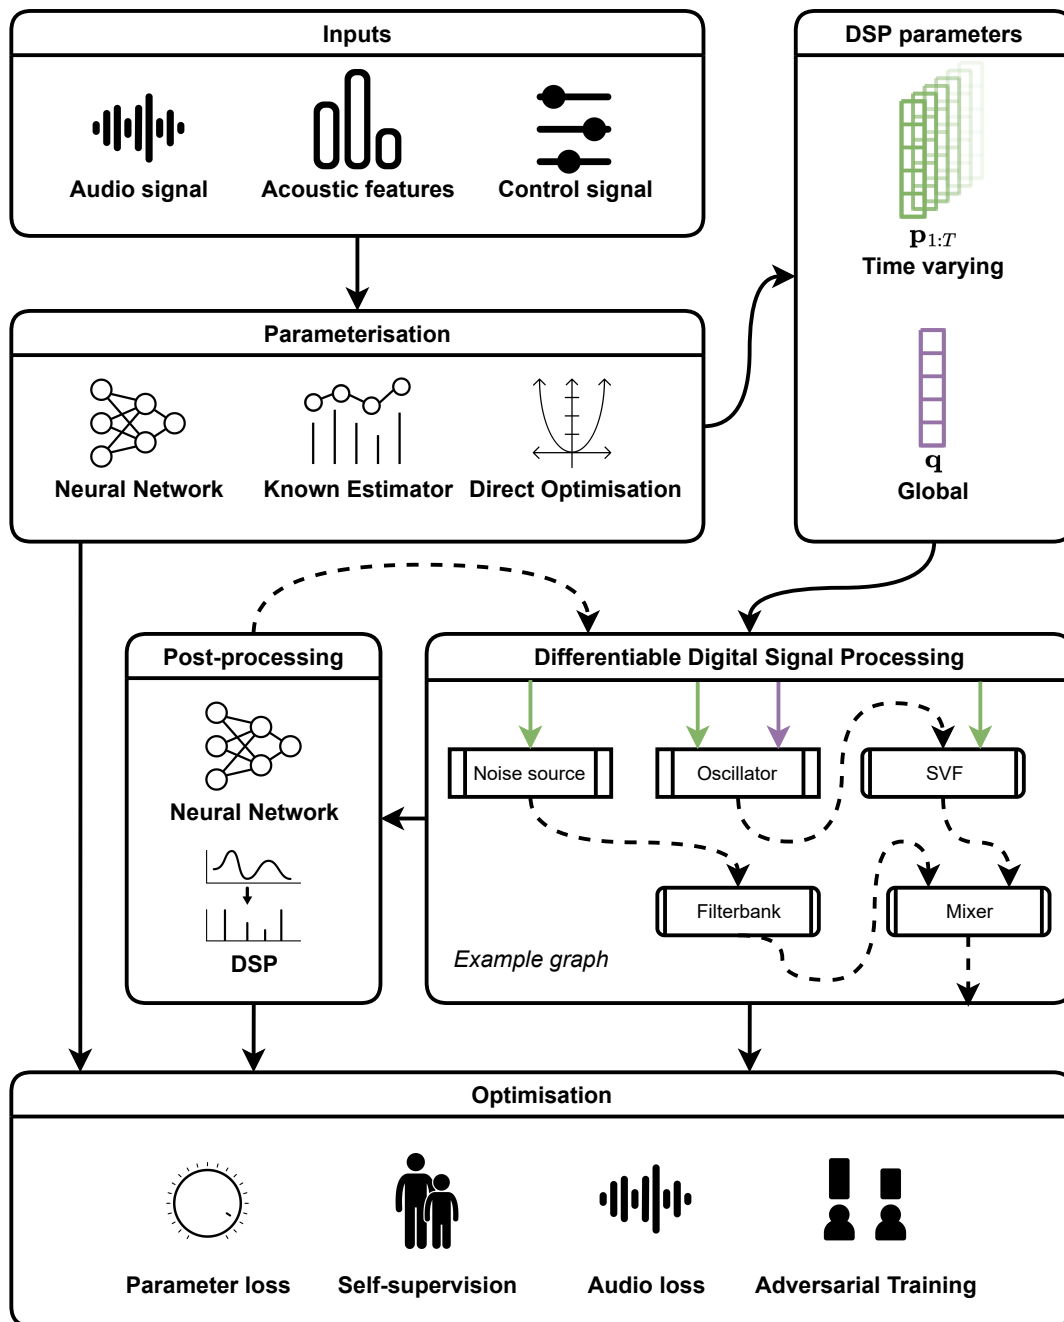 Inputs
Audio signal
Acoustic features
Control signal
DSP parameters
p1:T
Time varying
q
Global
Parameterisation
Neural Network
Known Estimator
Direct Optimisation
Post-processing
Neural Network
DSP
Differentiable Digital Signal Processing
Noise source
Oscillator
SVF
Filterbank
Mixer
Example graph
Optimisation
Parameter loss
Self-supervision
Audio loss
Adversarial Training